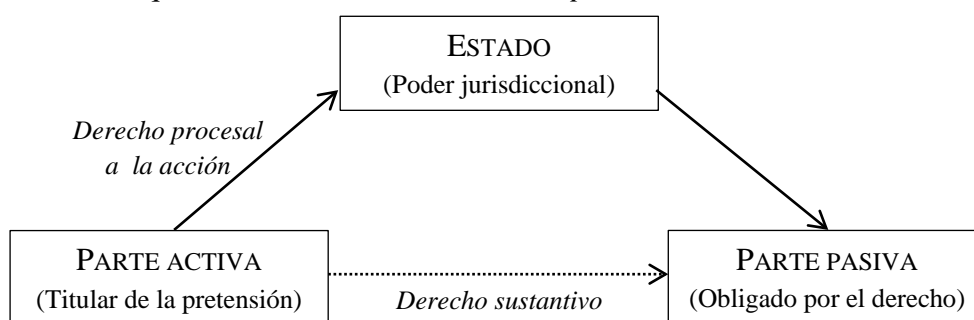 ESTADO
(Poder jurisdiccional)
Derecho procesal
a la acción
PARTE ACTIVA
(Titular de la pretensión)
Derecho sustantivo
PARTE PASIVA
(Obligado por el derecho)